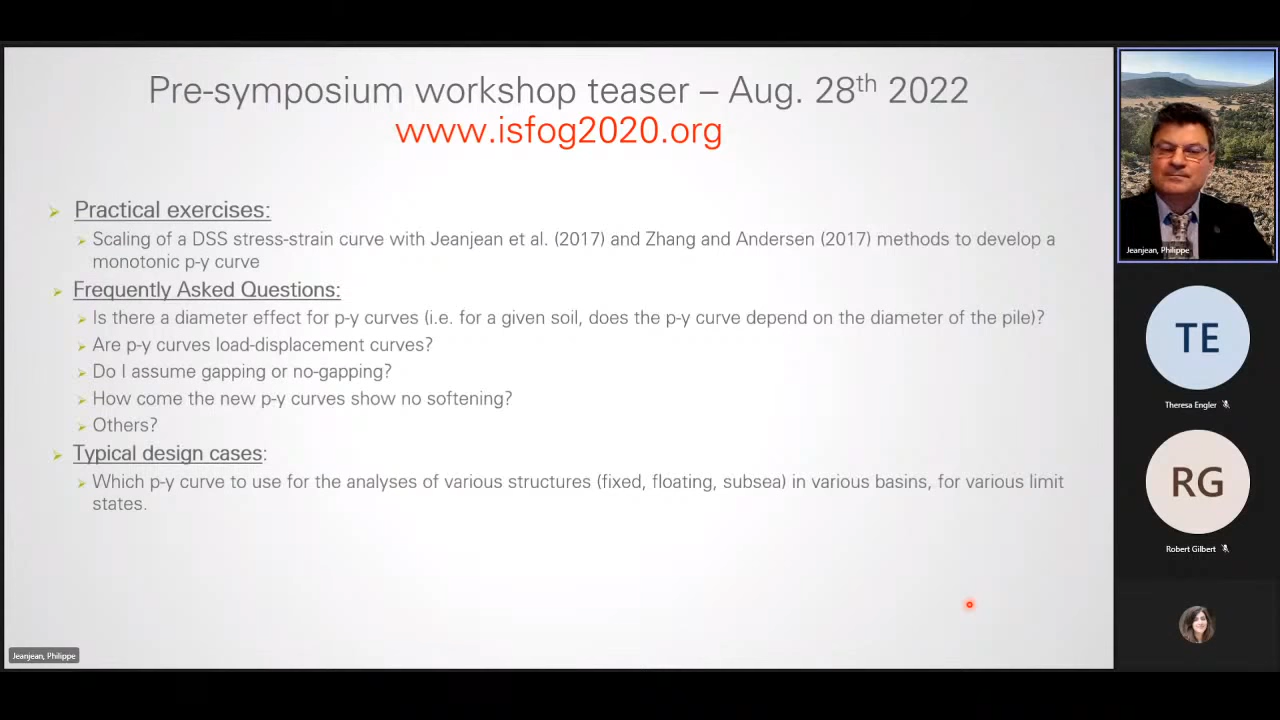 Pre-symposium workshop teaser – Aug. 28th 2022
www.isfog2020.org
Practical exercises:
Scaling of a DSS stress-strain curve with Jeanjean et al. (2017) and Zhang and Andersen (2017) methods to develop a
monotonic p-y curve
Frequently Asked Questions:
Is there a diameter effect for p-y curves (i.e. for a given soil, does the p-y curve depend on the diameter of the pile)?
Are p-y curves load-displacement curves?
Do I assume gapping or no-gapping?
How come the new p-y curves show no softening?
Others?
Typical design cases:
Which p-y curve to use for the analyses of various structures (fixed, floating, subsea) in various basins, for various limit
states.
Jeanjean, Philippe
Jeanjean, Philippe
TE
Theresa Engler
RG
Robert Gilbert